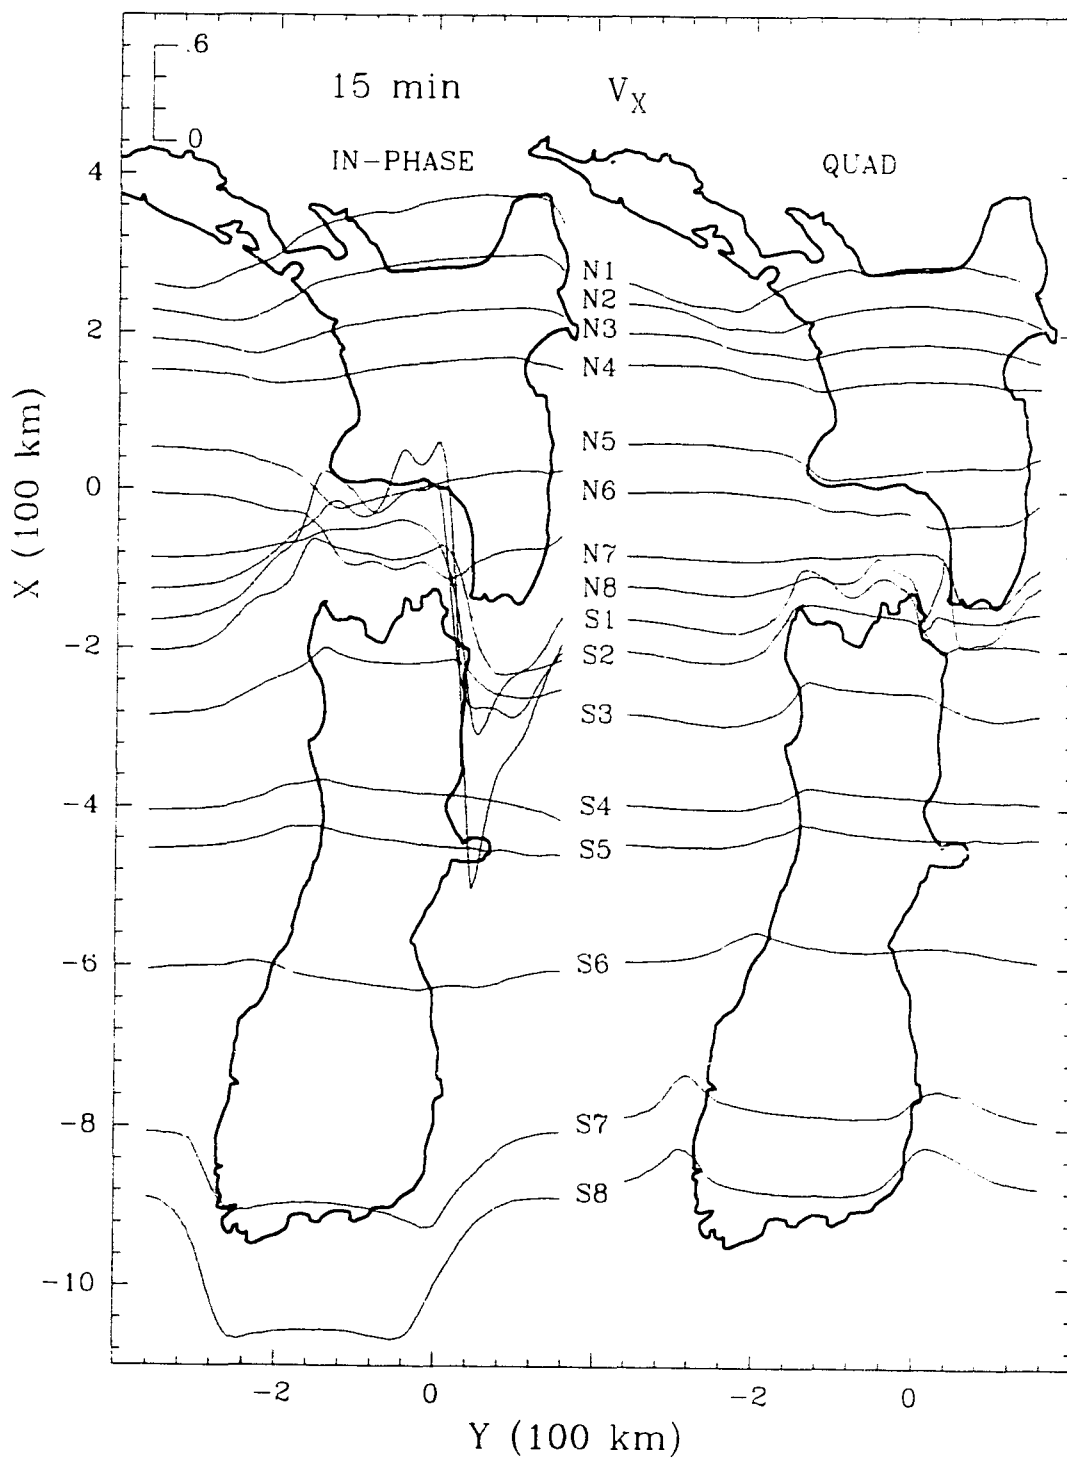 .6
0
15 min
V_X
IN-PHASE
QUAD
4
2
0
-2
-4
-6
-8
-10
X (100 km)
N1
N2
N3
N4
N5
N6
N7
N8
S1
S2
S3
S4
S5
S6
S7
S8
-2
0
-2
0
Y (100 km)